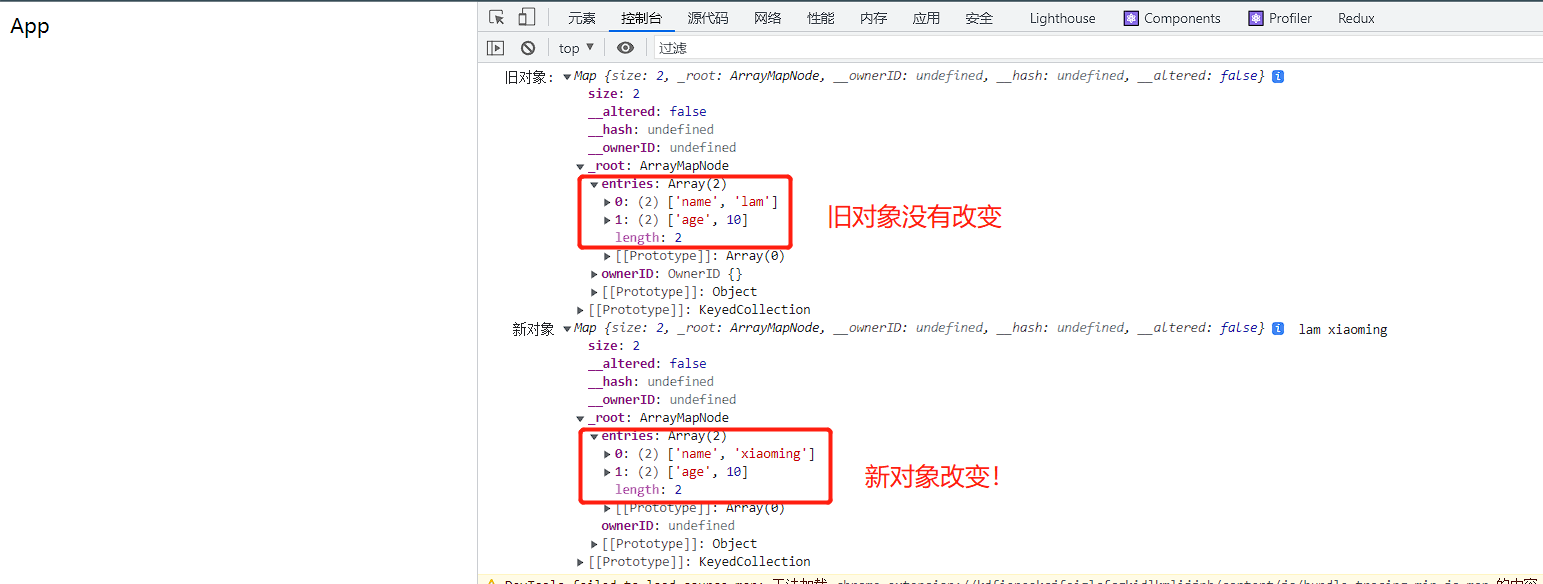 App
元素 控制台 源代码 网络 性能 内存 应用 安全 Lighthouse Components Profiler Redux
top 过滤
旧对象: Map {size: 2, _root: ArrayMapNode, __ownerID: undefined, __hash: undefined, __altered: false} i
size: 2
__altered: false
__hash: undefined
__ownerID: undefined
_root: ArrayMapNode
entries: Array(2)
0: (2) ['name', 'lam']
1: (2) ['age', 10]
length: 2
旧对象没有改变
[[Prototype]]: Array(0)
ownerID: OwnerID {}
[[Prototype]]: Object
[[Prototype]]: KeyedCollection
新对象 Map {size: 2, _root: ArrayMapNode, __ownerID: undefined, __hash: undefined, __altered: false} i lam xiaoming
size: 2
__altered: false
__hash: undefined
__ownerID: undefined
_root: ArrayMapNode
entries: Array(2)
0: (2) ['name', 'xiaoming']
1: (2) ['age', 10]
length: 2
新对象改变！
[[Prototype]]: Array(0)
ownerID: undefined
[[Prototype]]: Object
[[Prototype]]: KeyedCollection
DevTools failed to load source map: 无法加载